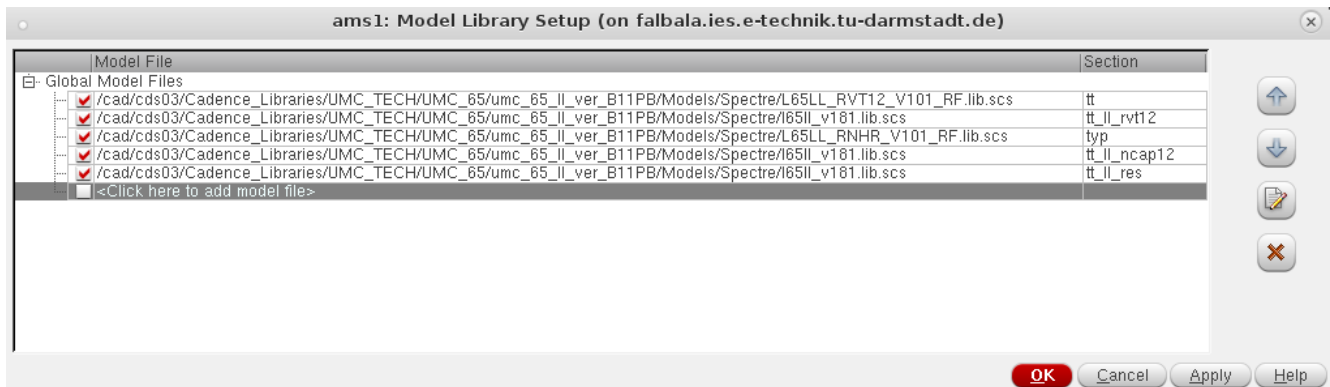 ams1: Model Library Setup (on falbala.ies.e-technik.tu-darmstadt.de)
Model File Section
Global Model Files
/cad/cds03/Cadence_Libraries/UMC_TECH/UMC_65/umc_65_ll_ver_B11PB/Models/Spectre/L65LL_RVT12_V101_RF.lib.scs tt
/cad/cds03/Cadence_Libraries/UMC_TECH/UMC_65/umc_65_ll_ver_B11PB/Models/Spectre/l65ll_v181.lib.scs tt_ll_rvt12
/cad/cds03/Cadence_Libraries/UMC_TECH/UMC_65/umc_65_ll_ver_B11PB/Models/Spectre/L65LL_RNHR_V101_RF.lib.scs typ
/cad/cds03/Cadence_Libraries/UMC_TECH/UMC_65/umc_65_ll_ver_B11PB/Models/Spectre/l65ll_v181.lib.scs tt_ll_ncap12
/cad/cds03/Cadence_Libraries/UMC_TECH/UMC_65/umc_65_ll_ver_B11PB/Models/Spectre/l65ll_v181.lib.scs tt_ll_res
<Click here to add model file>
OK Cancel Apply Help